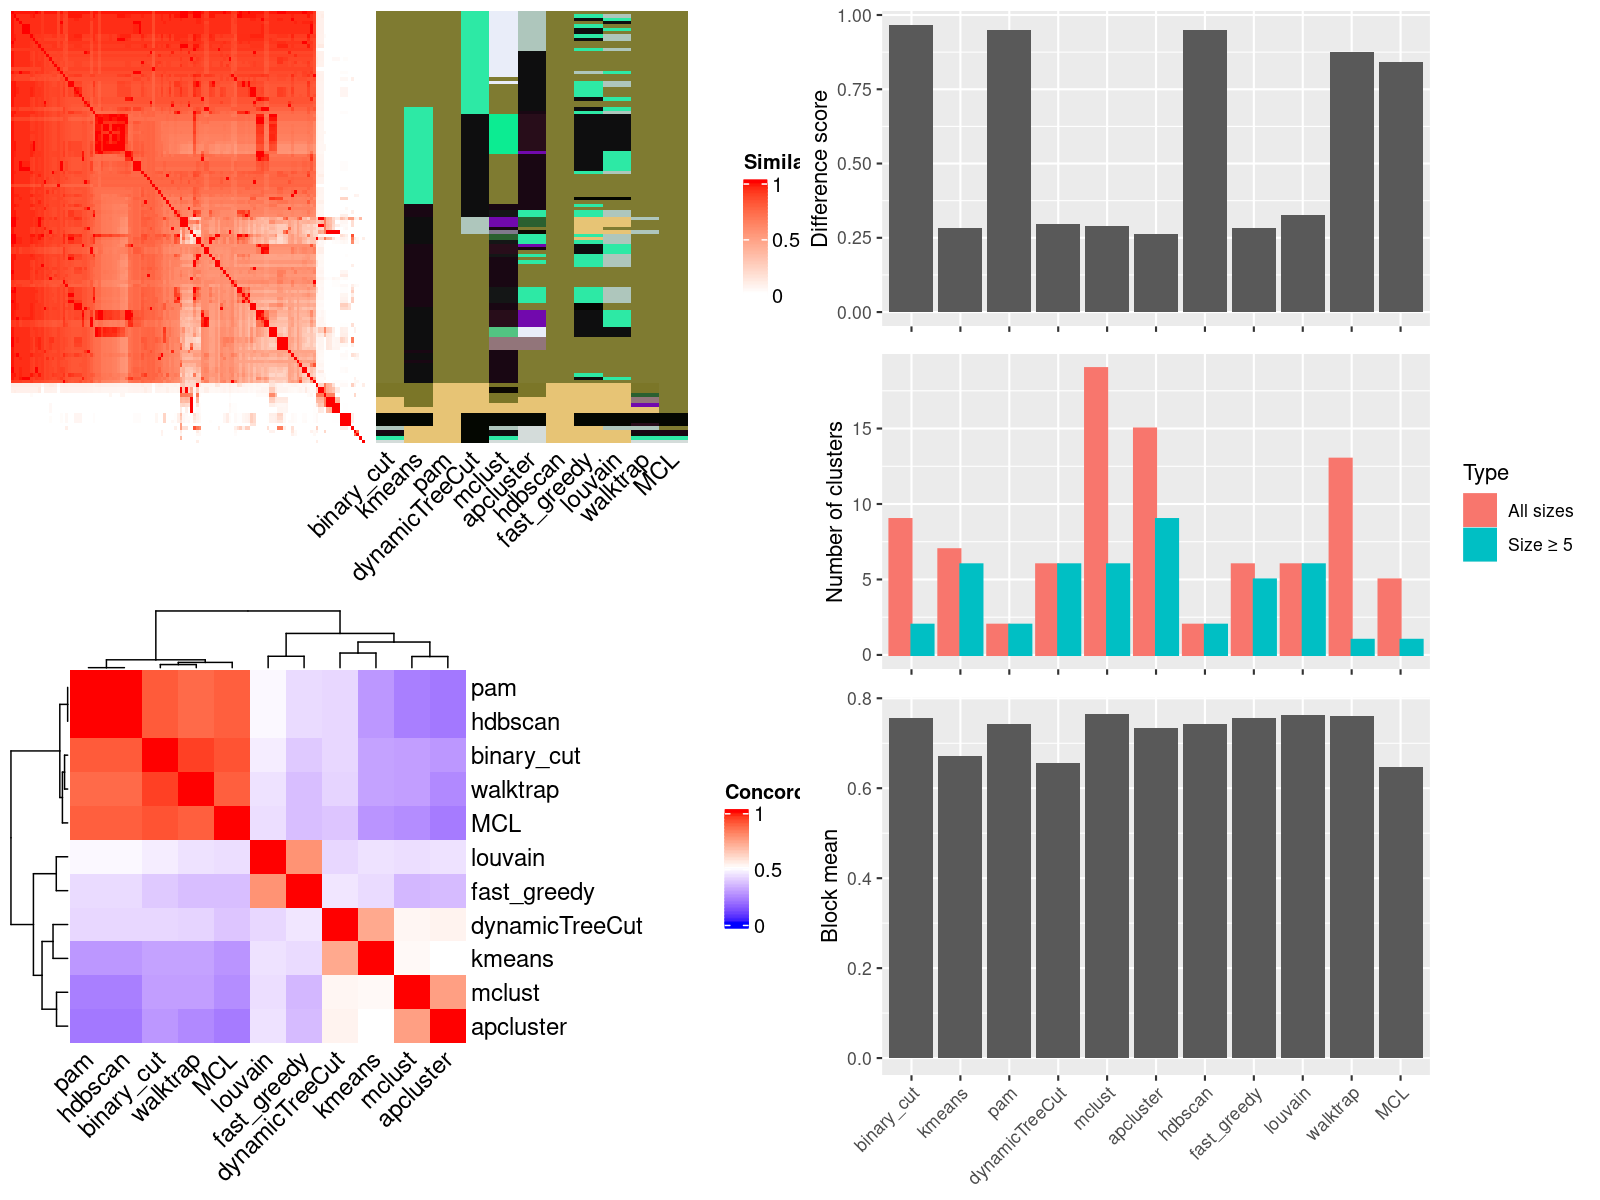 Simila
1
0.5
0
binary_cut
kmeans
pam
dynamicTreeCut
mclust
apcluster
hdbscan
fast_greedy
louvain
walktrap
MCL
pam
hdbscan
binary_cut
walktrap
MCL
louvain
fast_greedy
dynamicTreeCut
kmeans
mclust
apcluster
pam
hdbscan
binary_cut
walktrap
MCL
louvain
fast_greedy
dynamicTreeCut
kmeans
mclust
apcluster
Concord
1
0.5
0
Difference score
1.00
0.75
0.50
0.25
0.00
Number of clusters
15
10
5
0
Type
All sizes
Size ≥ 5
Block mean
0.8
0.6
0.4
0.2
0.0
binary_cut
kmeans
pam
dynamicTreeCut
mclust
apcluster
hdbscan
fast_greedy
louvain
walktrap
MCL